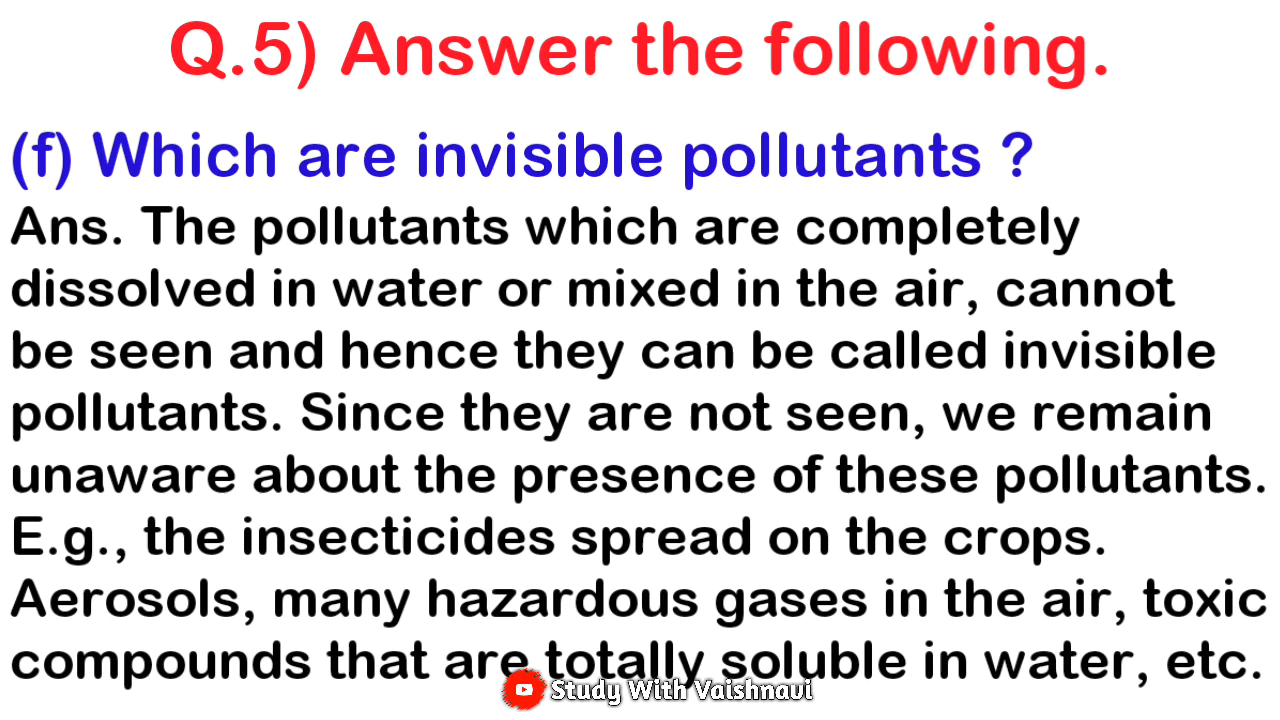 Q.5) Answer the following.
(f) Which are invisible pollutants ?
Ans. The pollutants which are completely
dissolved in water or mixed in the air, cannot
be seen and hence they can be called invisible
pollutants. Since they are not seen, we remain
unaware about the presence of these pollutants.
E.g., the insecticides spread on the crops.
Aerosols, many hazardous gases in the air, toxic
compounds that are totally soluble in water, etc.
Study With Vaishnavi